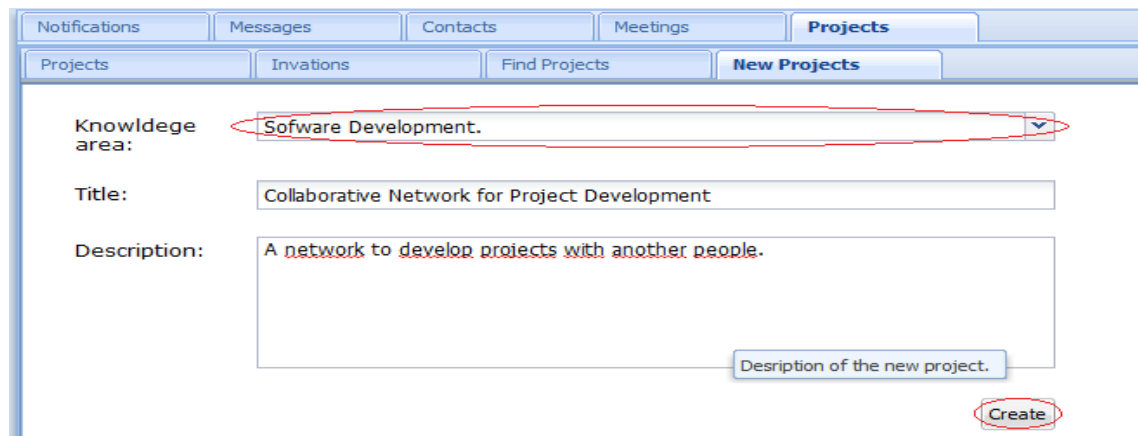 Notifications Messages Contacts Meetings Projects
Projects Invations Find Projects New Projects
Knowldege
area:
Sofware Development.
Title: Collaborative Network for Project Development
Description: A network to develop projects with another people.
Desription of the new project.
Create